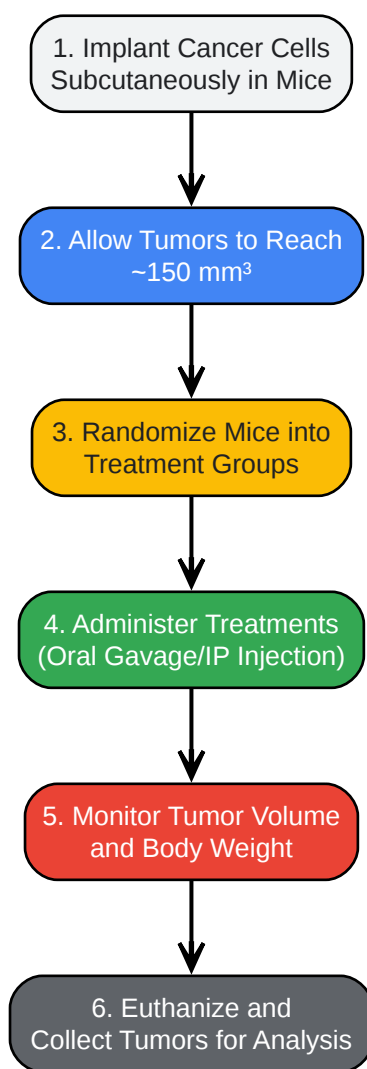 1. Implant Cancer Cells
Subcutaneously in Mice
2. Allow Tumors to Reach
~150 mm³
3. Randomize Mice into
Treatment Groups
4. Administer Treatments
(Oral Gavage/IP Injection)
5. Monitor Tumor Volume
and Body Weight
6. Euthanize and
Collect Tumors for Analysis